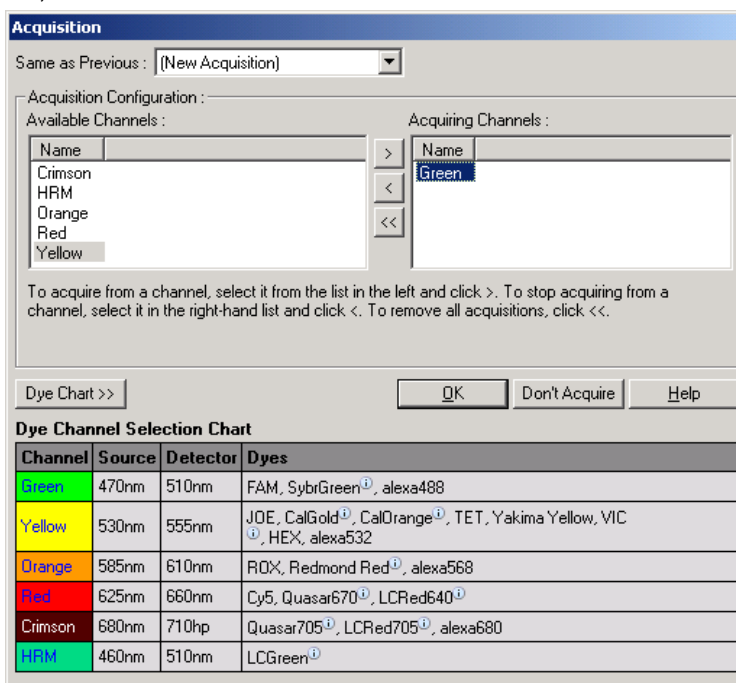 Acquisition
Same as Previous : (New Acquisition)
Acquisition Configuration :
Available Channels :
Acquiring Channels :
Name
Crimson
HRM
Orange
Red
Yellow
>
<
<<
Name
Green
To acquire from a channel, select it from the list in the left and click >. To stop acquiring from a
channel, select it in the right-hand list and click <. To remove all acquisitions, click <<.
Dye Chart >> OK Don't Acquire Help
Dye Channel Selection Chart
Channel Source Detector Dyes
Green 470nm 510nm FAM, SybrGreen ⓘ, alexa488
Yellow 530nm 555nm JOE, CalGold ⓘ, CalOrange ⓘ, TET, Yakima Yellow, VIC
ⓘ, HEX, alexa532
Orange 585nm 610nm ROX, Redmond Red ⓘ, alexa568
Red 625nm 660nm Cy5, Quasar670 ⓘ, LCRed640 ⓘ
Crimson 680nm 710hp Quasar705 ⓘ, LCRed705 ⓘ, alexa680
HRM 460nm 510nm LCGreen ⓘ